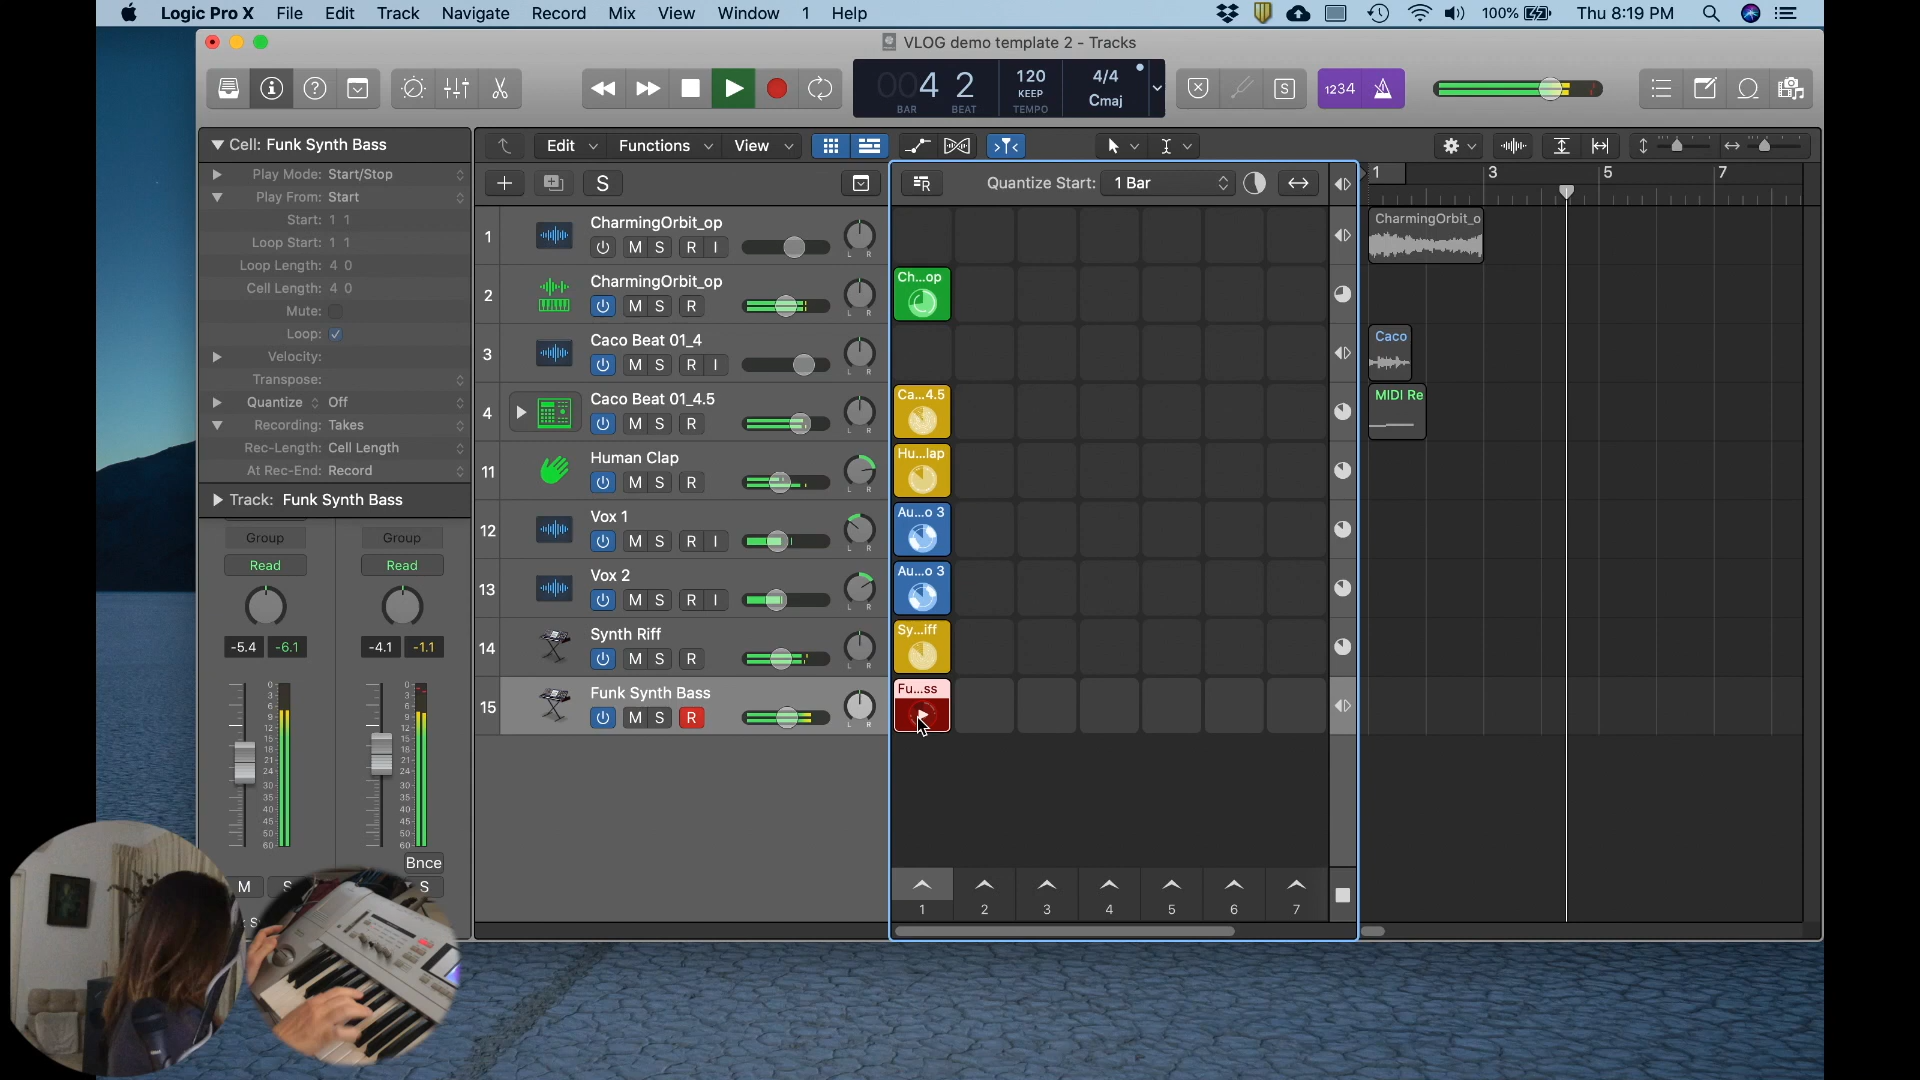 Logic Pro X File Edit Track Navigate Record Mix View Window 1 Help 100% Thu 8:19 PM
VLOG demo template 2 - Tracks
004 2 120 4/4 1234
KEEP Cmaj
BAR BEAT TEMPO
Cell: Funk Synth Bass
Edit Functions View
Play Mode: Start/Stop
Play From: Start
Start: 1 1
Loop Start: 1 1
Loop Length: 4 0
Cell Length: 4 0
Mute:
Loop:
Velocity:
Transpose:
Quantize Off
Recording: Takes
Rec-Length: Cell Length
At Rec-End: Record
Track: Funk Synth Bass
Group Group
Read Read
-5.4 -6.1 -4.1 -1.1
Bnce
M S S
S
Quantize Start: 1 Bar
1 3 5 7
1 CharmingOrbit_op
M S R I L R
2 CharmingOrbit_op
M S R L R
3 Caco Beat 01_4
M S R I L R
4 Caco Beat 01_4.5
M S R L R
11 Human Clap
M S R L R
12 Vox 1
M S R I L R
13 Vox 2
M S R I L R
14 Synth Riff
M S R L R
15 Funk Synth Bass
M S R L R
Ch...op
Ca...4.5
Hu...lap
Au...o 3
Au...o 3
Sy...iff
Fu...ss
1 2 3 4 5 6 7
CharmingOrbit_o
Caco
MIDI Re